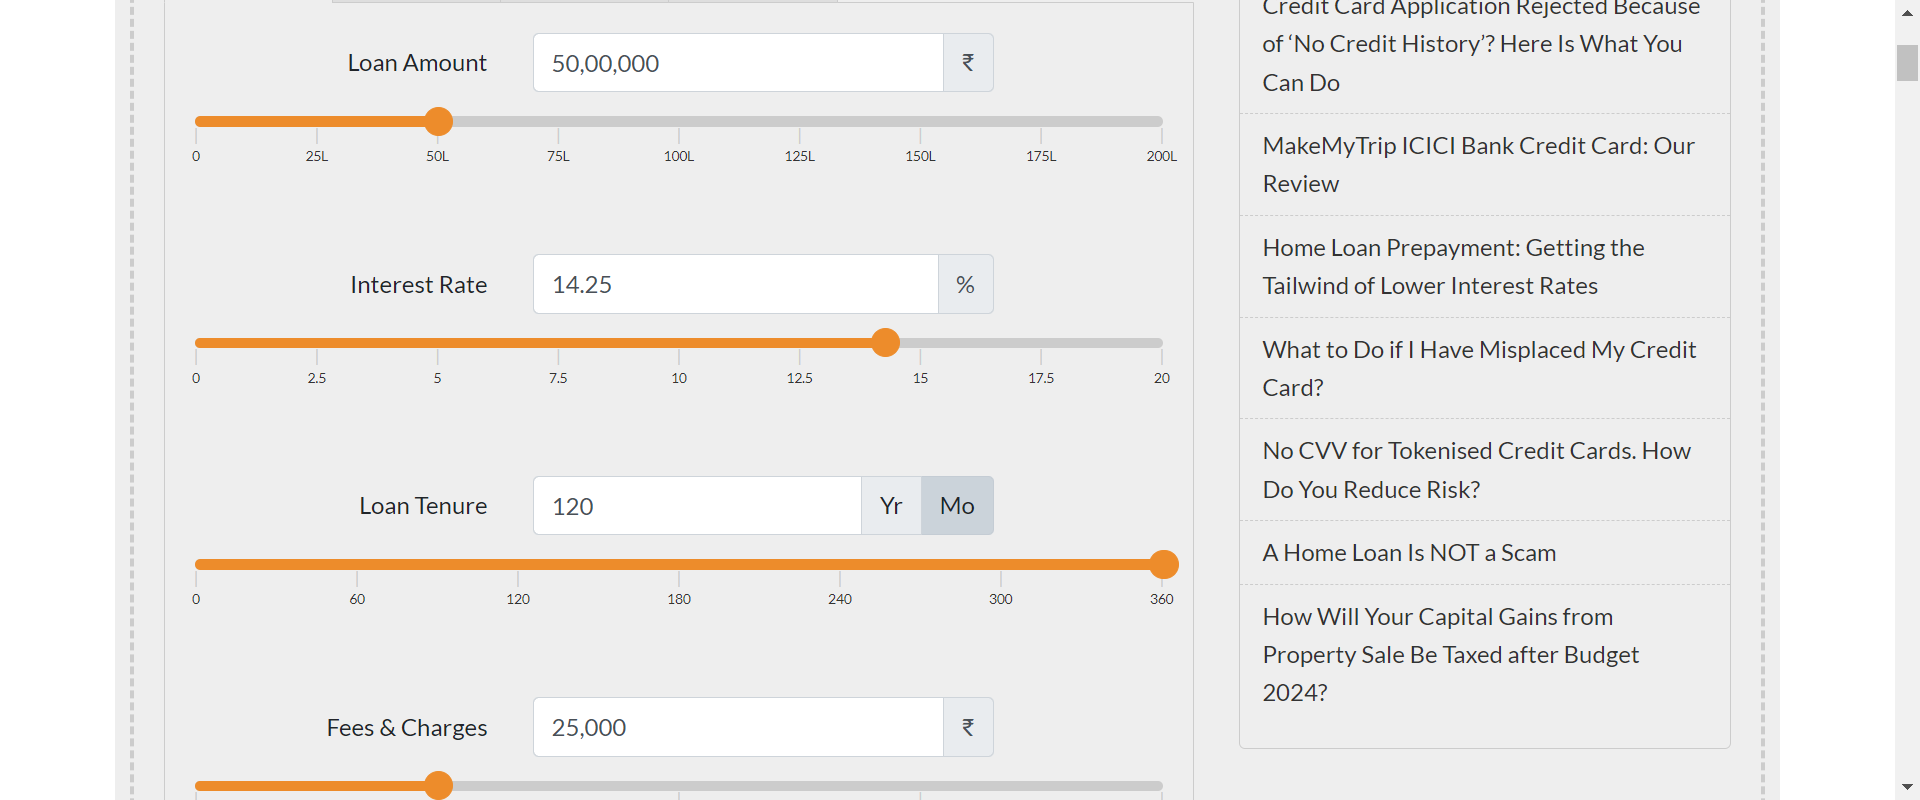 Loan Amount
50,00,000
₹
0 25L 50L 75L 100L 125L 150L 175L 200L
Interest Rate
14.25
%
0 2.5 5 7.5 10 12.5 15 17.5 20
Loan Tenure
120
Yr
Mo
0 60 120 180 240 300 360
Fees & Charges
25,000
₹
Credit Card Application Rejected Because
of ‘No Credit History’? Here Is What You
Can Do
MakeMyTrip ICICI Bank Credit Card: Our
Review
Home Loan Prepayment: Getting the
Tailwind of Lower Interest Rates
What to Do if I Have Misplaced My Credit
Card?
No CVV for Tokenised Credit Cards. How
Do You Reduce Risk?
A Home Loan Is NOT a Scam
How Will Your Capital Gains from
Property Sale Be Taxed after Budget
2024?